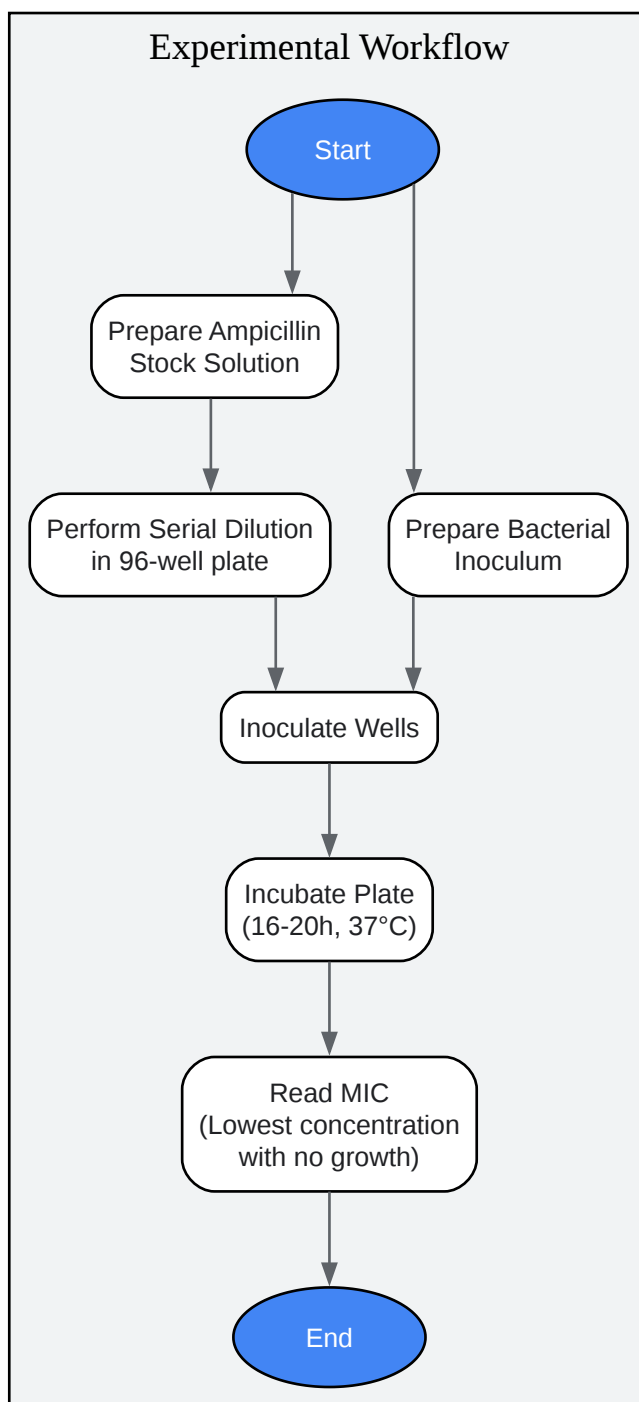 Experimental Workflow
Start
Prepare Ampicillin
Stock Solution
Perform Serial Dilution
in 96-well plate
Prepare Bacterial
Inoculum
Inoculate Wells
Incubate Plate
(16-20h, 37°C)
Read MIC
(Lowest concentration
with no growth)
End